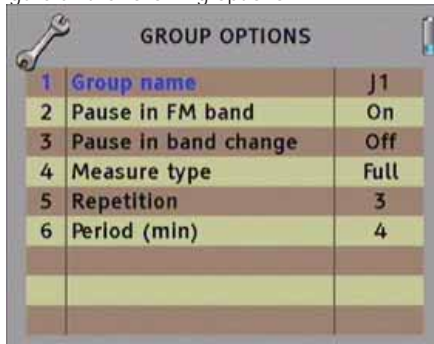 GROUP OPTIONS
1 Group name J1
2 Pause in FM band On
3 Pause in band change Off
4 Measure type Full
5 Repetition 3
6 Period (min) 4